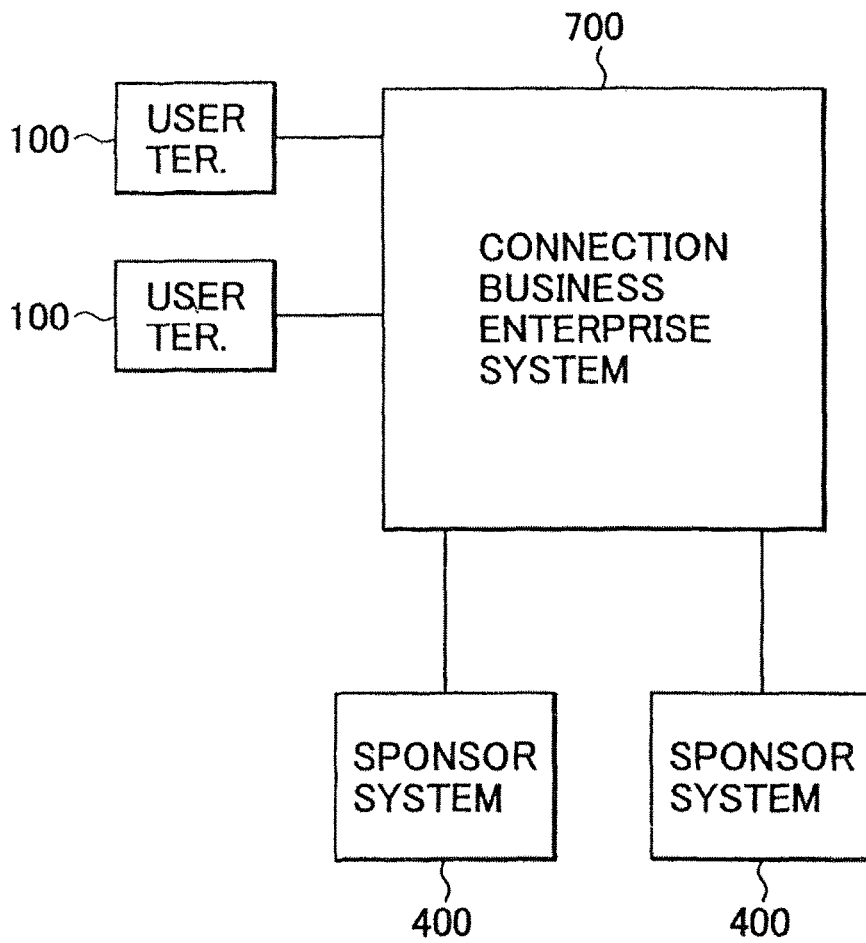 700
100
USER
TER.
100
USER
TER.
CONNECTION
BUSINESS
ENTERPRISE
SYSTEM
SPONSOR
SYSTEM
SPONSOR
SYSTEM
400
400